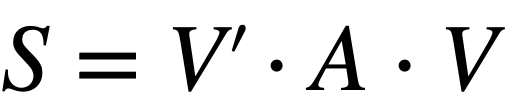 S = V′ · A · V